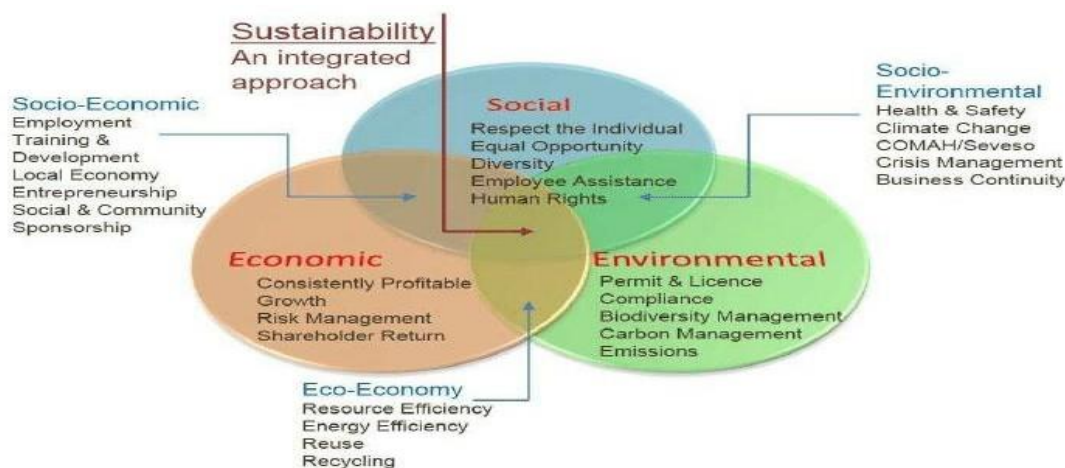 Sustainability
An integrated
approach
Socio-Economic
Employment
Training &
Development
Local Economy
Entrepreneurship
Social & Community
Sponsorship
Social
Respect the Individual
Equal Opportunity
Diversity
Employee Assistance
Human Rights
Socio-
Environmental
Health & Safety
Climate Change
COMAH/Seveso
Crisis Management
Business Continuity
Economic
Consistently Profitable
Growth
Risk Management
Shareholder Return
Environmental
Permit & Licence
Compliance
Biodiversity Management
Carbon Management
Emissions
Eco-Economy
Resource Efficiency
Energy Efficiency
Reuse
Recycling